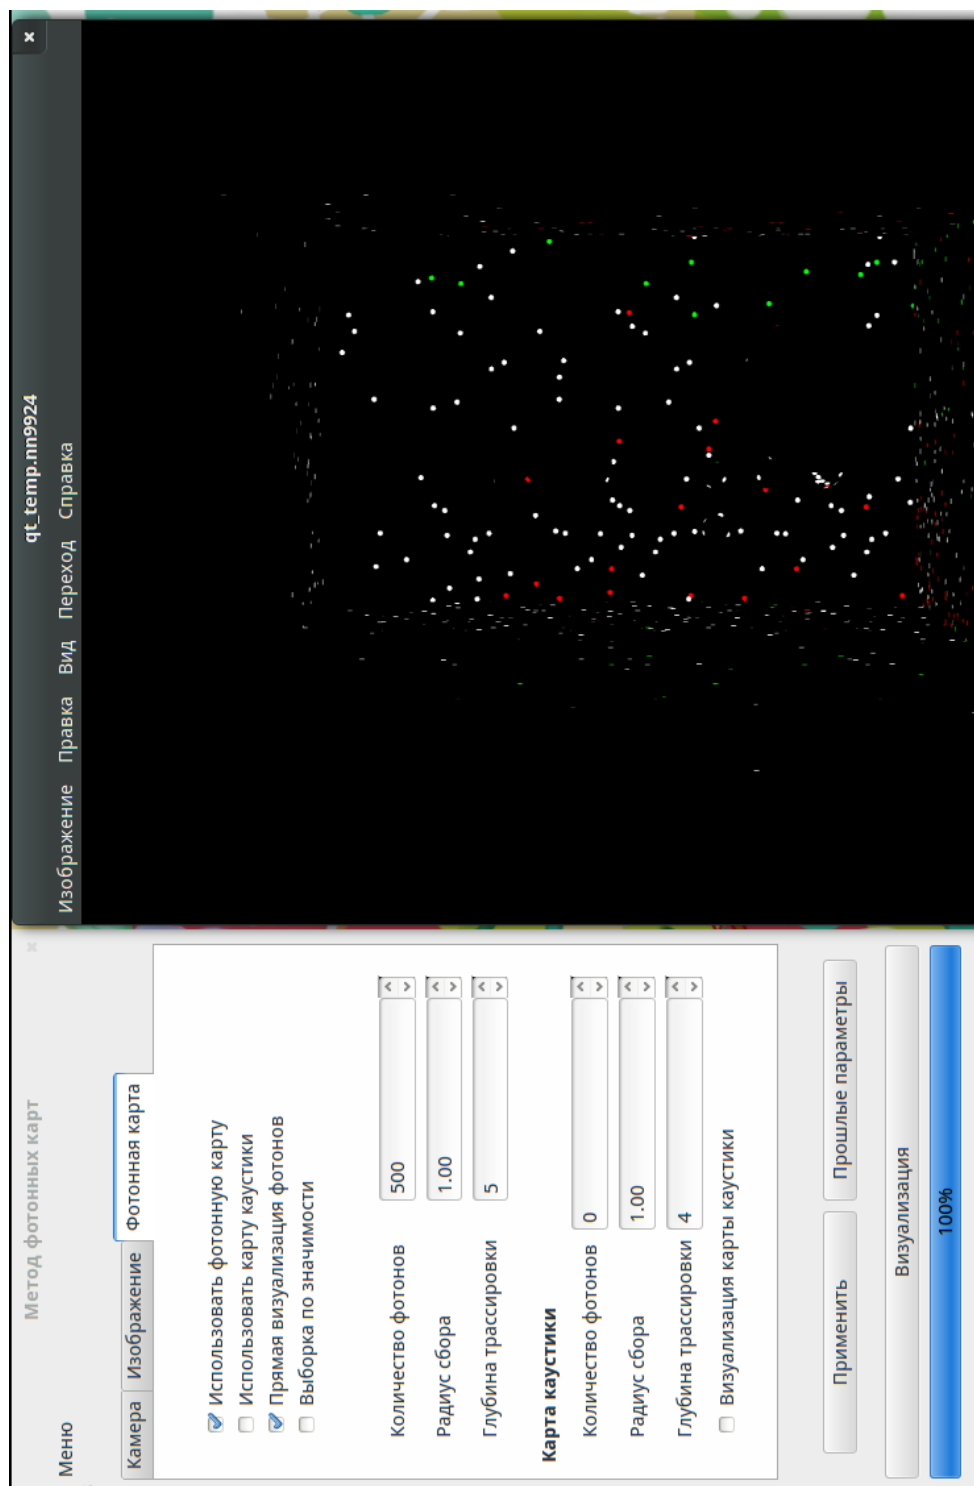 Метод фотонных карт
Меню
Камера Изображение Фотонная карта
Использовать фотонную карту
Использовать карту каустики
Прямая визуализация фотонов
Выборка по значимости
Количество фотонов 500
Радиус сбора 1.00
Глубина трассировки 5
Карта каустики
Количество фотонов 0
Радиус сбора 1.00
Глубина трассировки 4
Визуализация карты каустики
Применить Прошлые параметры
Визуализация
100%
qt_temp.nn9924
Изображение Правка Вид Переход Справка